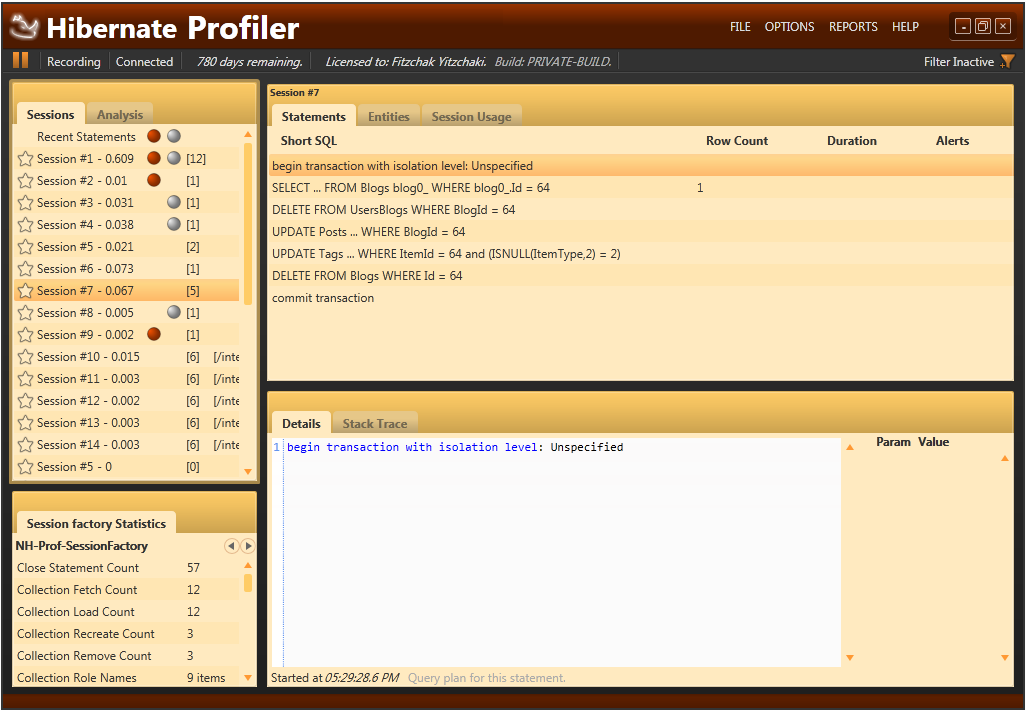 Hibernate Profiler
FILE OPTIONS REPORTS HELP
Recording Connected 780 days remaining. Licensed to: Fitzchak Yitzchaki. Build: PRIVATE-BUILD. Filter Inactive
Sessions Analysis
Recent Statements
Session #1 - 0.609 [12]
Session #2 - 0.01 [1]
Session #3 - 0.031 [1]
Session #4 - 0.038 [1]
Session #5 - 0.021 [2]
Session #6 - 0.073 [1]
Session #7 - 0.067 [5]
Session #8 - 0.005 [1]
Session #9 - 0.002 [1]
Session #10 - 0.015 [6] [/inte
Session #11 - 0.003 [6] [/inte
Session #12 - 0.002 [6] [/inte
Session #13 - 0.003 [6] [/inte
Session #14 - 0.003 [6] [/inte
Session #5 - 0 [0]
Session factory Statistics
NH-Prof-SessionFactory
Close Statement Count 57
Collection Fetch Count 12
Collection Load Count 12
Collection Recreate Count 3
Collection Remove Count 3
Collection Role Names 9 items
Session #7
Statements Entities Session Usage
Short SQL Row Count Duration Alerts
begin transaction with isolation level: Unspecified
SELECT ... FROM Blogs blog0_ WHERE blog0_.Id = 64 1
DELETE FROM UsersBlogs WHERE BlogId = 64
UPDATE Posts ... WHERE BlogId = 64
UPDATE Tags ... WHERE ItemId = 64 and (ISNULL(ItemType,2) = 2)
DELETE FROM Blogs WHERE Id = 64
commit transaction
Details Stack Trace
1 begin transaction with isolation level: Unspecified
Param Value
Started at 05:29:28.6 PM Query plan for this statement.